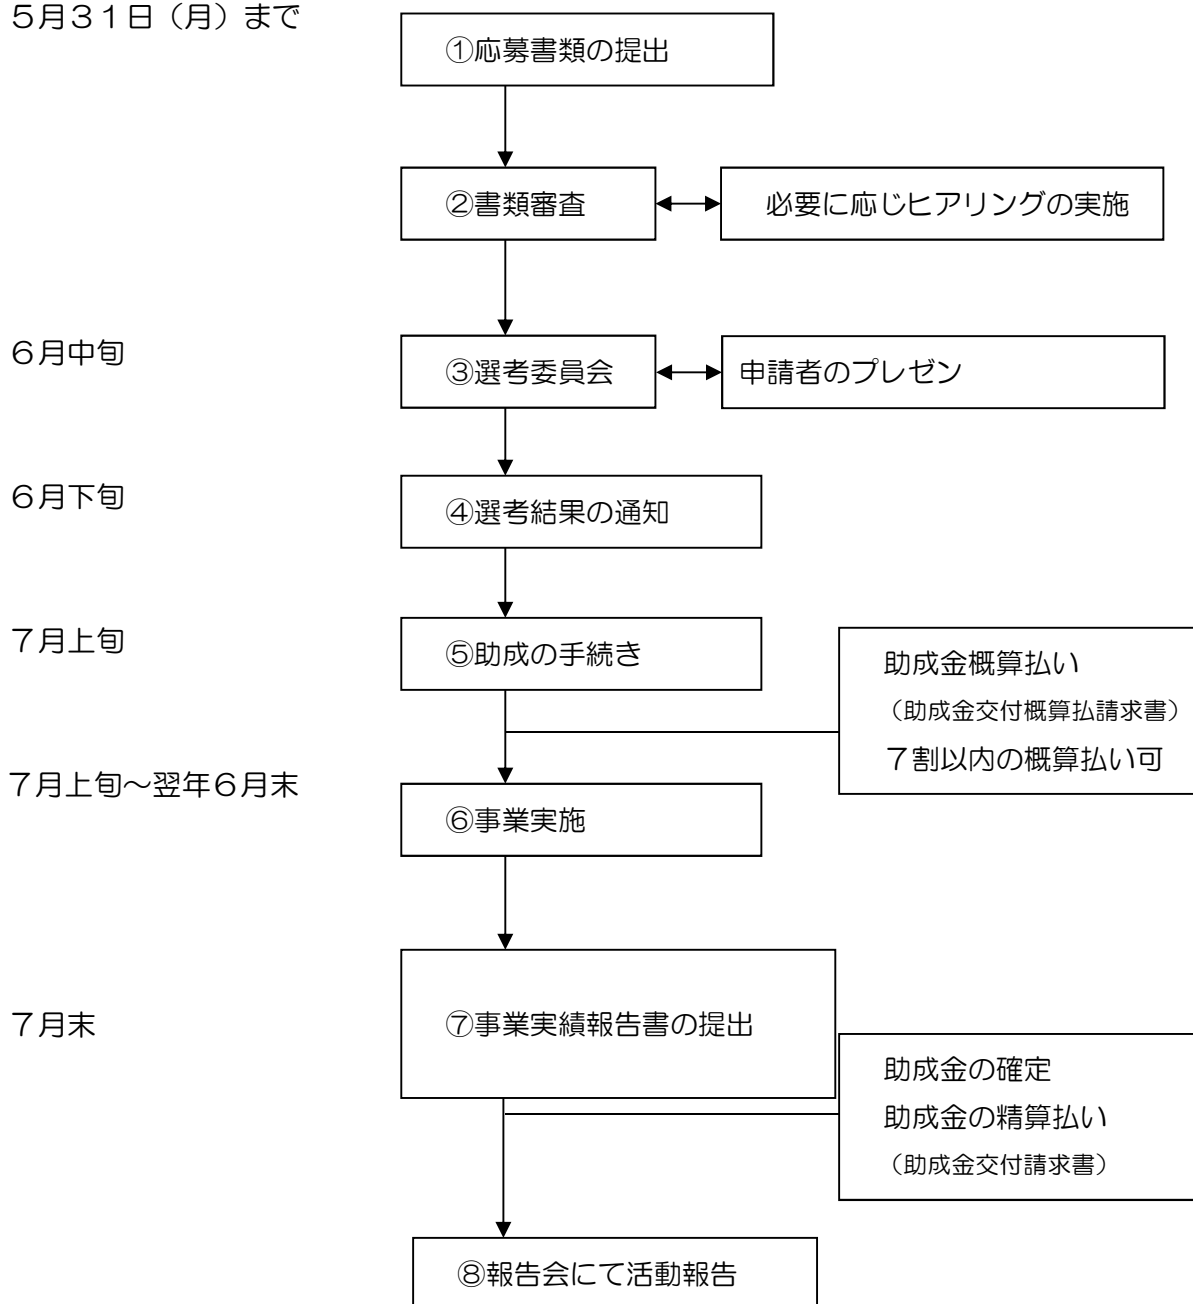 ５月３１日（月）まで
①応募書類の提出
②書類審査
必要に応じヒアリングの実施
６月中旬
③選考委員会
申請者のプレゼン
６月下旬
④選考結果の通知
７月上旬
⑤助成の手続き
助成金概算払い
（助成金交付概算払請求書）
７割以内の概算払い可
７月上旬～翌年６月末
⑥事業実施
７月末
⑦事業実績報告書の提出
助成金の確定
助成金の精算払い
（助成金交付請求書）
⑧報告会にて活動報告